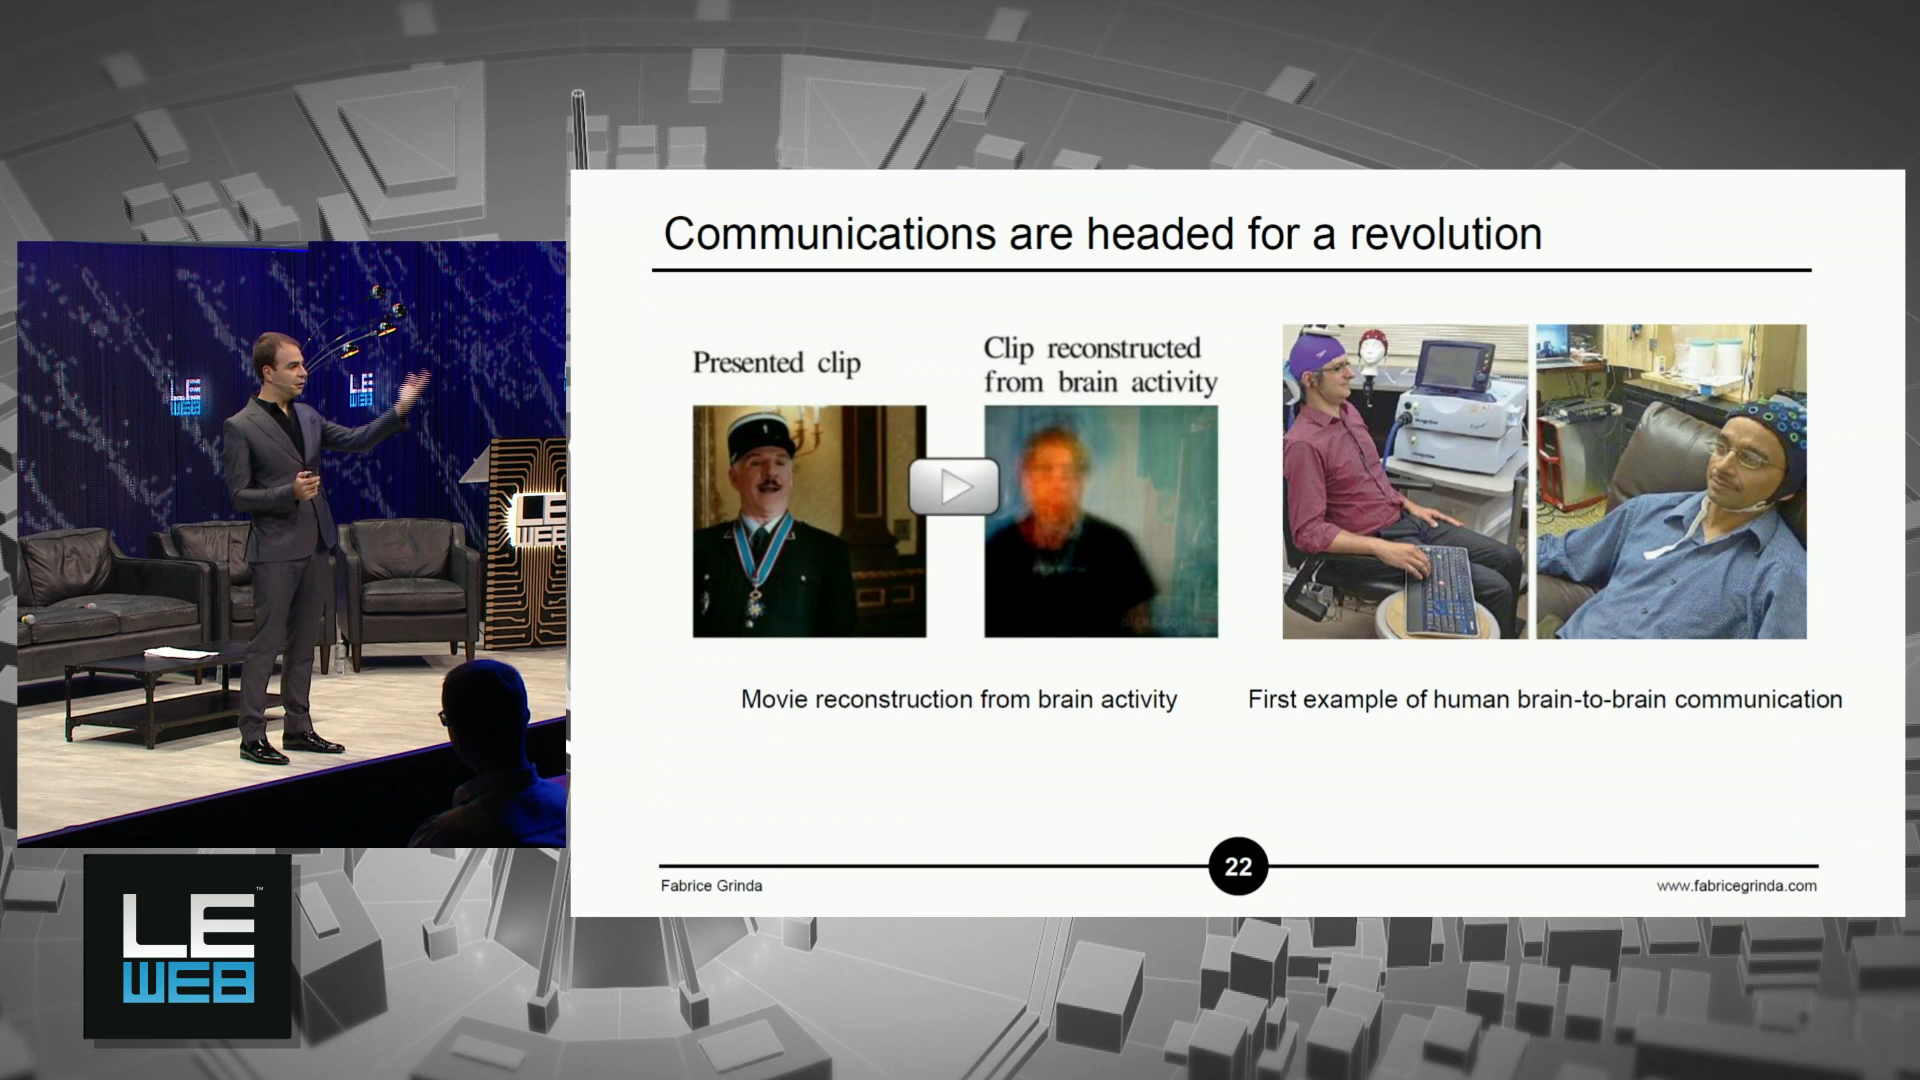 Communications are headed for a revolution
Presented clip
Clip reconstructed
from brain activity
Movie reconstruction from brain activity
First example of human brain-to-brain communication
22
Fabrice Grinda
www.fabricegrinda.com
LE
WEB
LE
WEB
LE
WEB
LE
WEB™